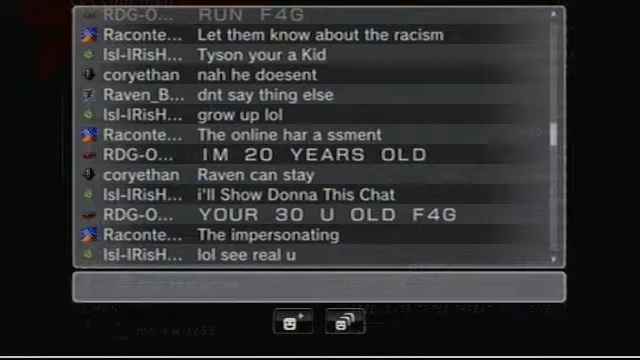 RDG-O... RUN F4G
Raconte... Let them know about the racism
IsI-IRisH... Tyson your a Kid
coryethan nah he doesent
Raven_B... dnt say thing else
IsI-IRisH... grow up lol
Raconte... The online har a ssment
RDG-O... IM 20 YEARS OLD
coryethan Raven can stay
IsI-IRisH... i'll Show Donna This Chat
RDG-O... YOUR 30 U OLD F4G
Raconte... The impersonating
IsI-IRisH... lol see real u